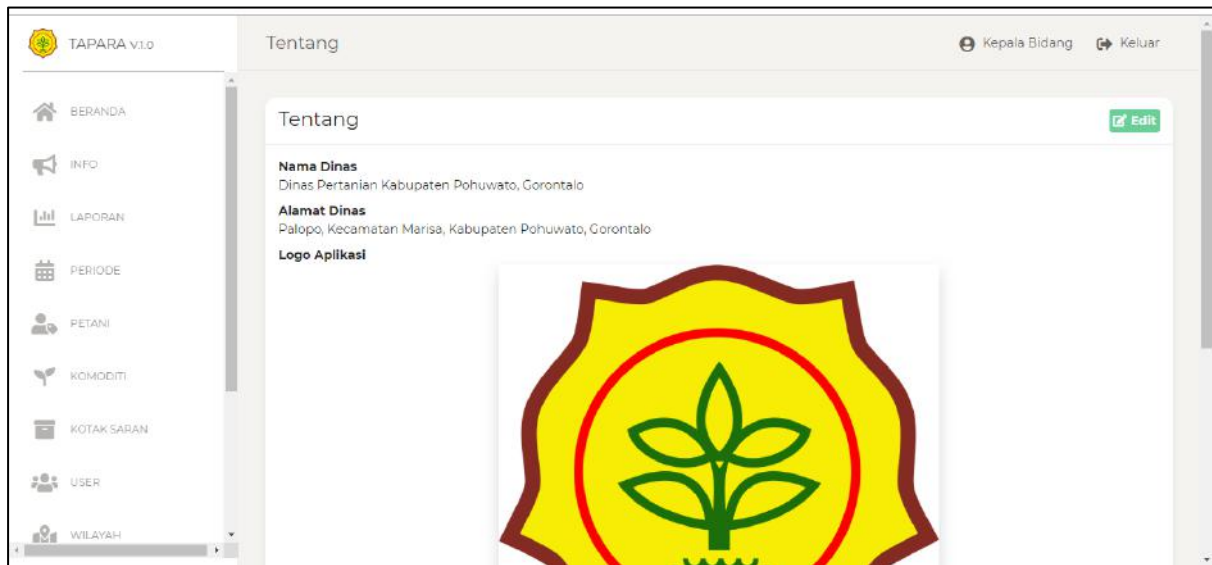 TAPARA V.1.0
Tentang
Kepala Bidang
Keluar
BERANDA
INFO
LAPORAN
PERIODE
PETANI
KOMODITI
KOTAK SARAN
USER
WILAYAH
Tentang
Edit
Nama Dinas
Dinas Pertanian Kabupaten Pohuwato, Gorontalo
Alamat Dinas
Palopo, Kecamatan Marisa, Kabupaten Pohuwato, Gorontalo
Logo Aplikasi